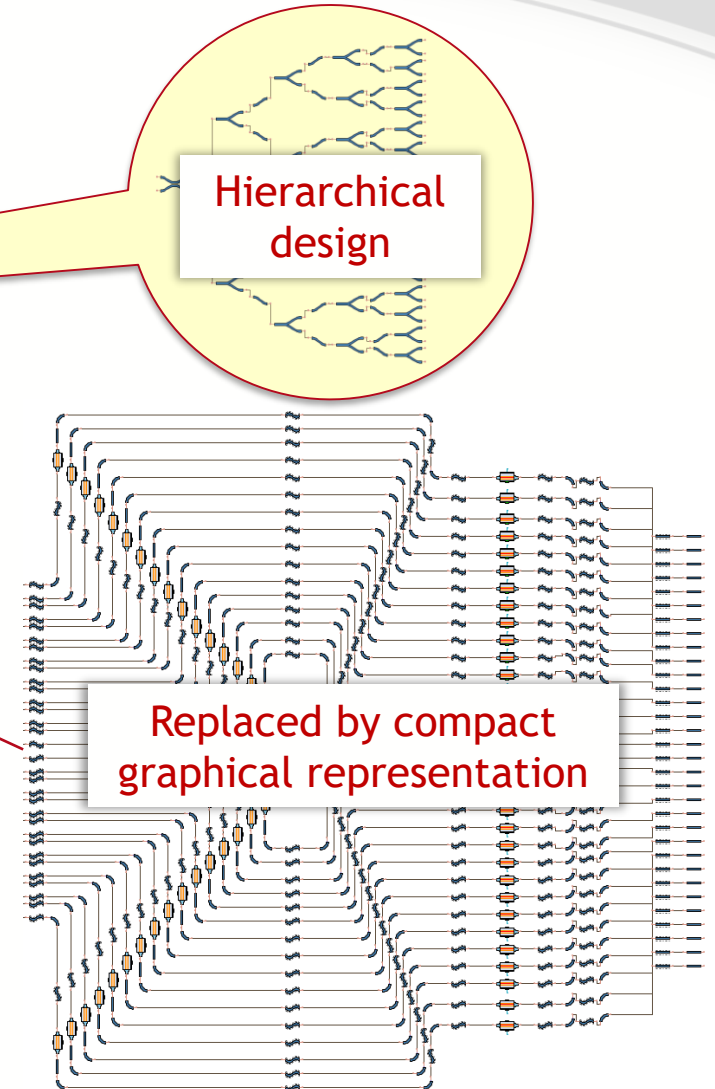 Hierarchical
design
Replaced by compact
graphical representation